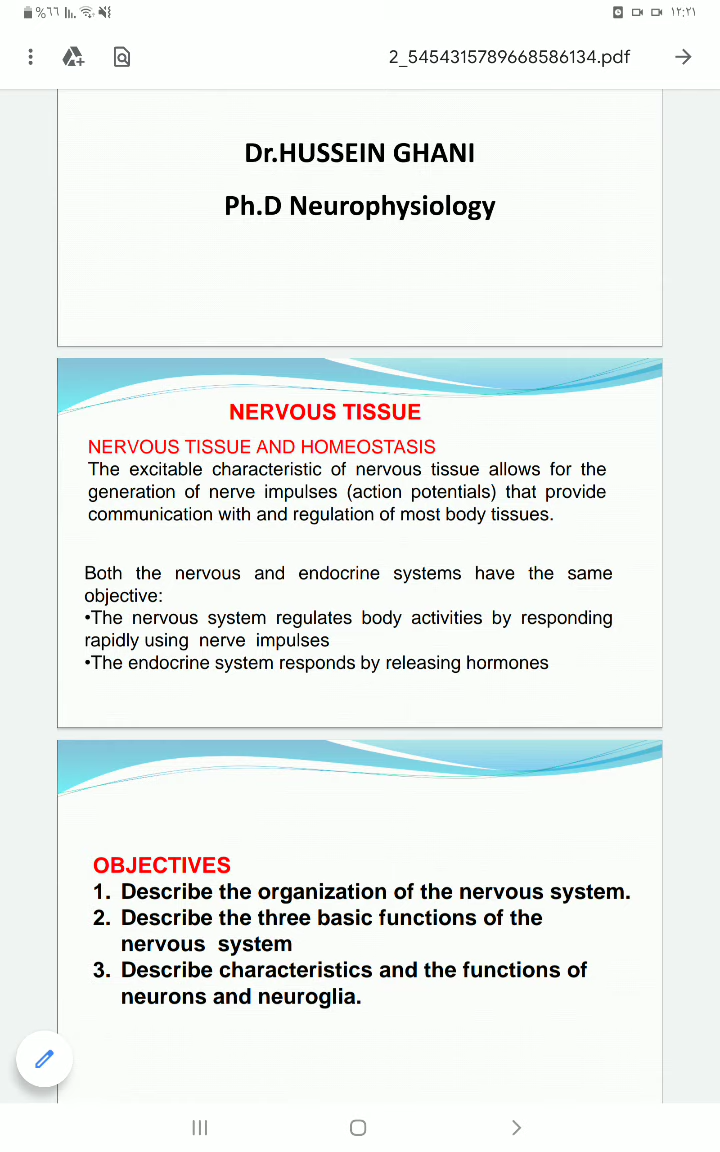 %٦٦
١٢:٢١
2_5454315789668586134.pdf
Dr.HUSSEIN GHANI
Ph.D Neurophysiology
NERVOUS TISSUE
NERVOUS TISSUE AND HOMEOSTASIS
The excitable characteristic of nervous tissue allows for the
generation of nerve impulses (action potentials) that provide
communication with and regulation of most body tissues.
Both the nervous and endocrine systems have the same
objective:
•The nervous system regulates body activities by responding
rapidly using nerve impulses
•The endocrine system responds by releasing hormones
OBJECTIVES
1. Describe the organization of the nervous system.
2. Describe the three basic functions of the
nervous system
3. Describe characteristics and the functions of
neurons and neuroglia.